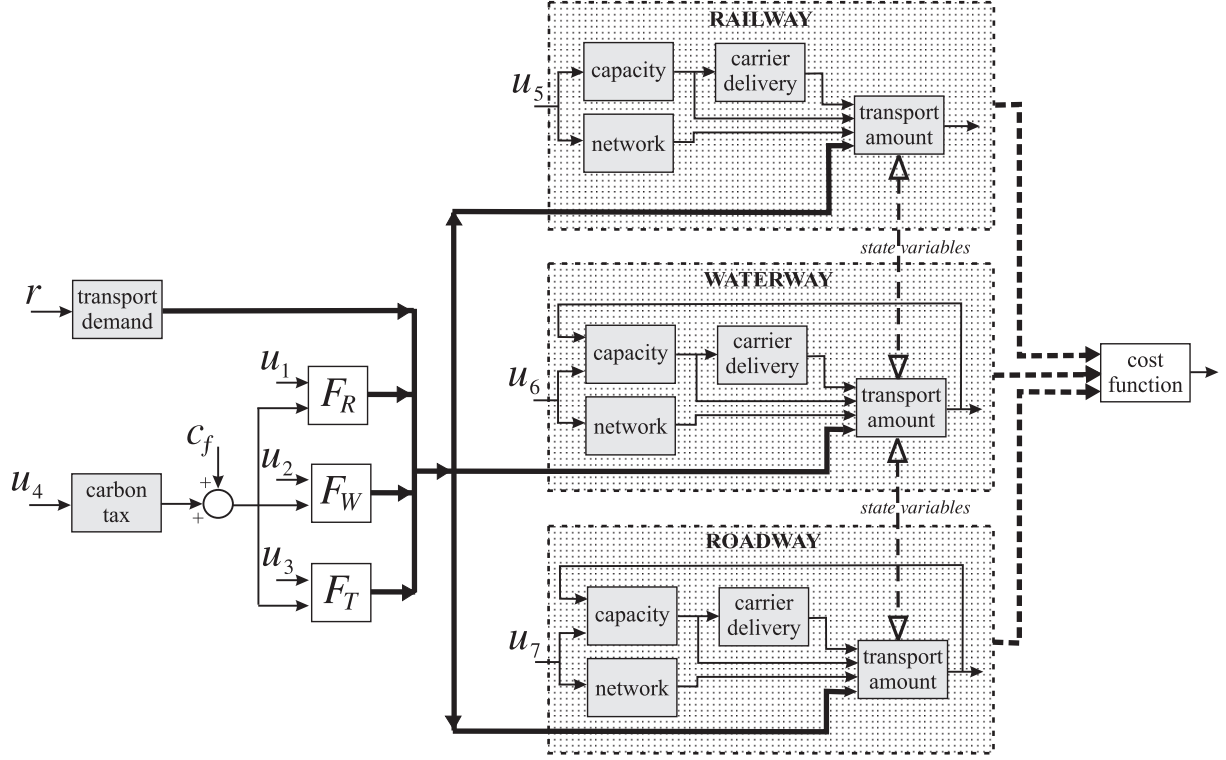 RAILWAY
capacity
carrier
delivery
u5
network
transport
amount
state variables
WATERWAY
r
transport
demand
capacity
carrier
delivery
cost
function
u1
FR
u6
network
transport
amount
cf
u2
u4
carbon
tax
+
+
FW
state variables
ROADWAY
u3
FT
capacity
carrier
delivery
u7
network
transport
amount